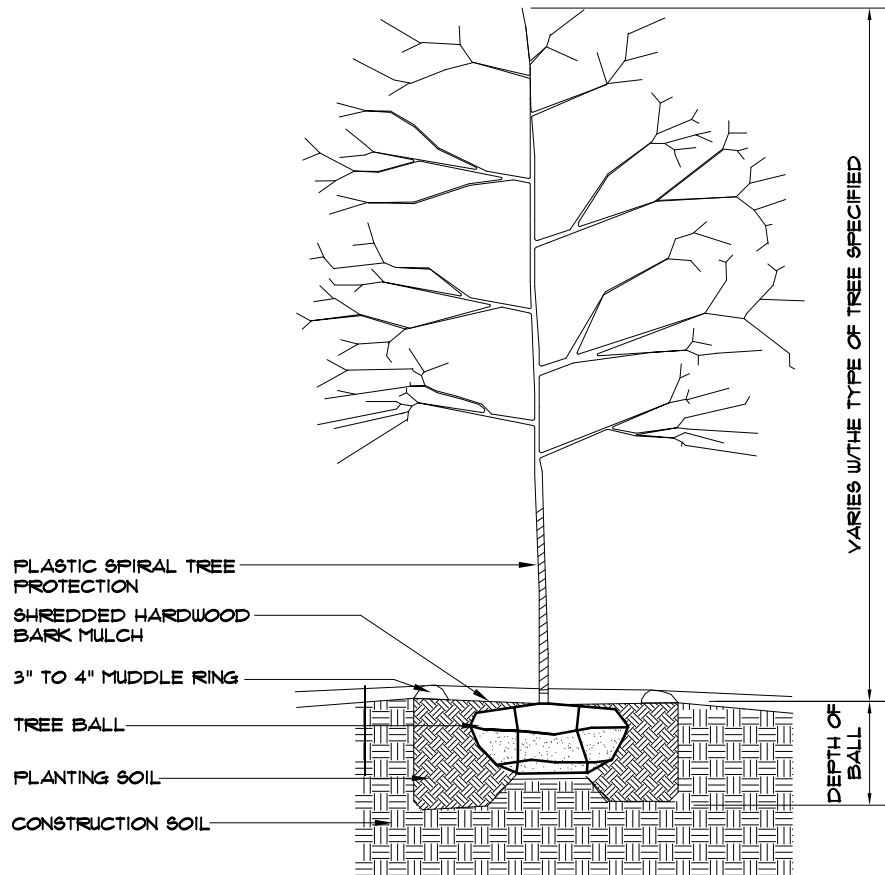 VARIES W/THE TYPE OF TREE SPECIFIED
PLASTIC SPIRAL TREE
PROTECTION
SHREDDED HARDWOOD
BARK MULCH
3" TO 4" MUDDLE RING
TREE BALL
PLANTING SOIL
CONSTRUCTION SOIL
DEPTH OF
BALL